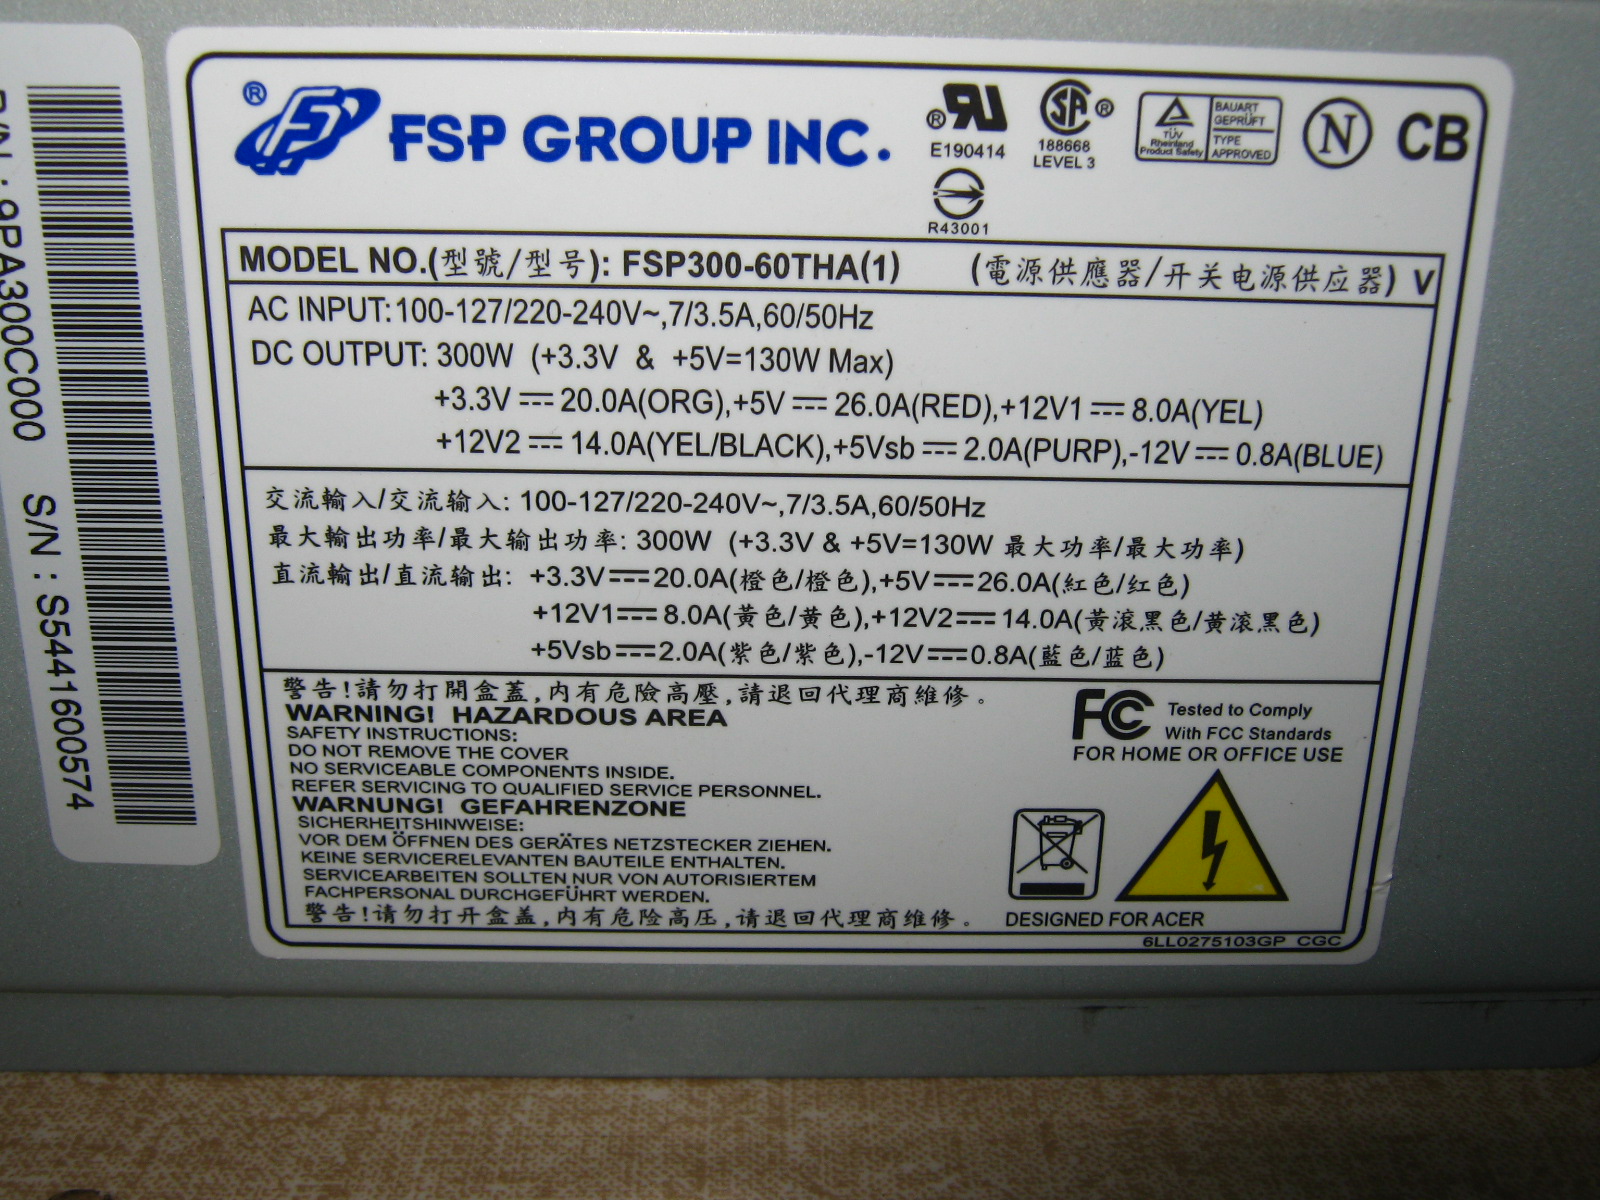 P/N : 9PA300C000 S/N : S5441600574
® FSP GROUP INC.
® RU
E190414
SA ®
188668
LEVEL 3
TÜV
Rheinland
Product Safety
BAUART
GEPRÜFT
TYPE
APPROVED
N
CB
R43001
MODEL NO.(型號/型号): FSP300-60THA(1) (電源供應器/开关电源供应器) V
AC INPUT:100-127/220-240V~,7/3.5A,60/50Hz
DC OUTPUT: 300W (+3.3V & +5V=130W Max)
+3.3V ⎓ 20.0A(ORG),+5V ⎓ 26.0A(RED),+12V1 ⎓ 8.0A(YEL)
+12V2 ⎓ 14.0A(YEL/BLACK),+5Vsb ⎓ 2.0A(PURP),-12V ⎓ 0.8A(BLUE)
交流輸入/交流输入: 100-127/220-240V~,7/3.5A,60/50Hz
最大輸出功率/最大输出功率: 300W (+3.3V & +5V=130W 最大功率/最大功率)
直流輸出/直流输出: +3.3V⎓20.0A(橙色/橙色),+5V⎓26.0A(紅色/红色)
+12V1⎓8.0A(黃色/黄色),+12V2⎓14.0A(黃滾黑色/黄滚黑色)
+5Vsb⎓2.0A(紫色/紫色),-12V⎓0.8A(藍色/蓝色)
警告!請勿打開盒蓋,内有危險高壓,請退回代理商維修。
WARNING! HAZARDOUS AREA
SAFETY INSTRUCTIONS:
DO NOT REMOVE THE COVER
NO SERVICEABLE COMPONENTS INSIDE.
REFER SERVICING TO QUALIFIED SERVICE PERSONNEL.
WARNUNG! GEFAHRENZONE
SICHERHEITSHINWEISE:
VOR DEM ÖFFNEN DES GERÄTES NETZSTECKER ZIEHEN.
KEINE SERVICERELEVANTEN BAUTEILE ENTHALTEN.
SERVICEARBEITEN SOLLTEN NUR VON AUTORISIERTEM
FACHPERSONAL DURCHGEFÜHRT WERDEN.
警告!请勿打开盒盖,内有危险高压,请退回代理商维修。
FC Tested to Comply
With FCC Standards
FOR HOME OR OFFICE USE
DESIGNED FOR ACER
6LL0275103GP CGC